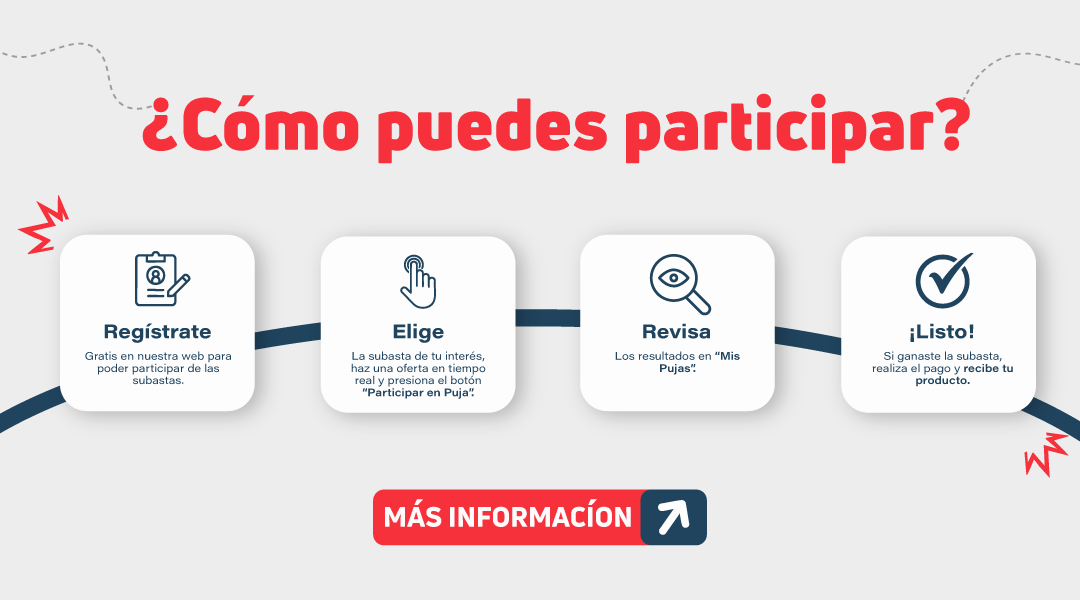 ¿Cómo puedes participar?
Regístrate
Gratis en nuestra web para
poder participar de las
subastas.
Elige
La subasta de tu interés,
haz una oferta en tiempo
real y presiona el botón
“Participar en Puja”.
Revisa
Los resultados en “Mis
Pujas”.
¡Listo!
Si ganaste la subasta,
realiza el pago y recibe tu
producto.
MÁS INFORMACÍON